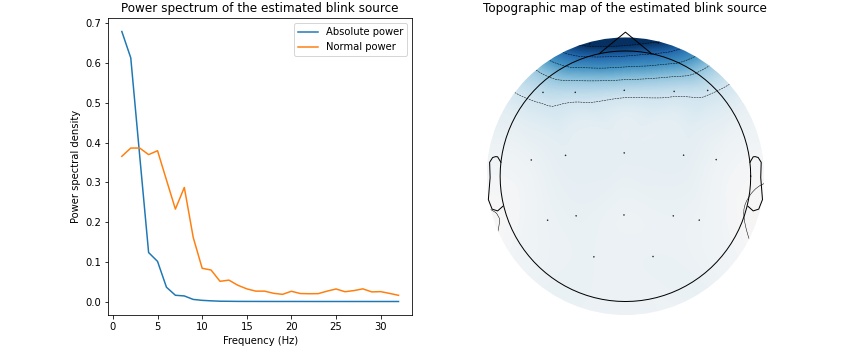 Power spectrum of the estimated blink source
Absolute power
Normal power
Power spectral density
0.7
0.6
0.5
0.4
0.3
0.2
0.1
0.0
0 5 10 15 20 25 30
Frequency (Hz)
Topographic map of the estimated blink source